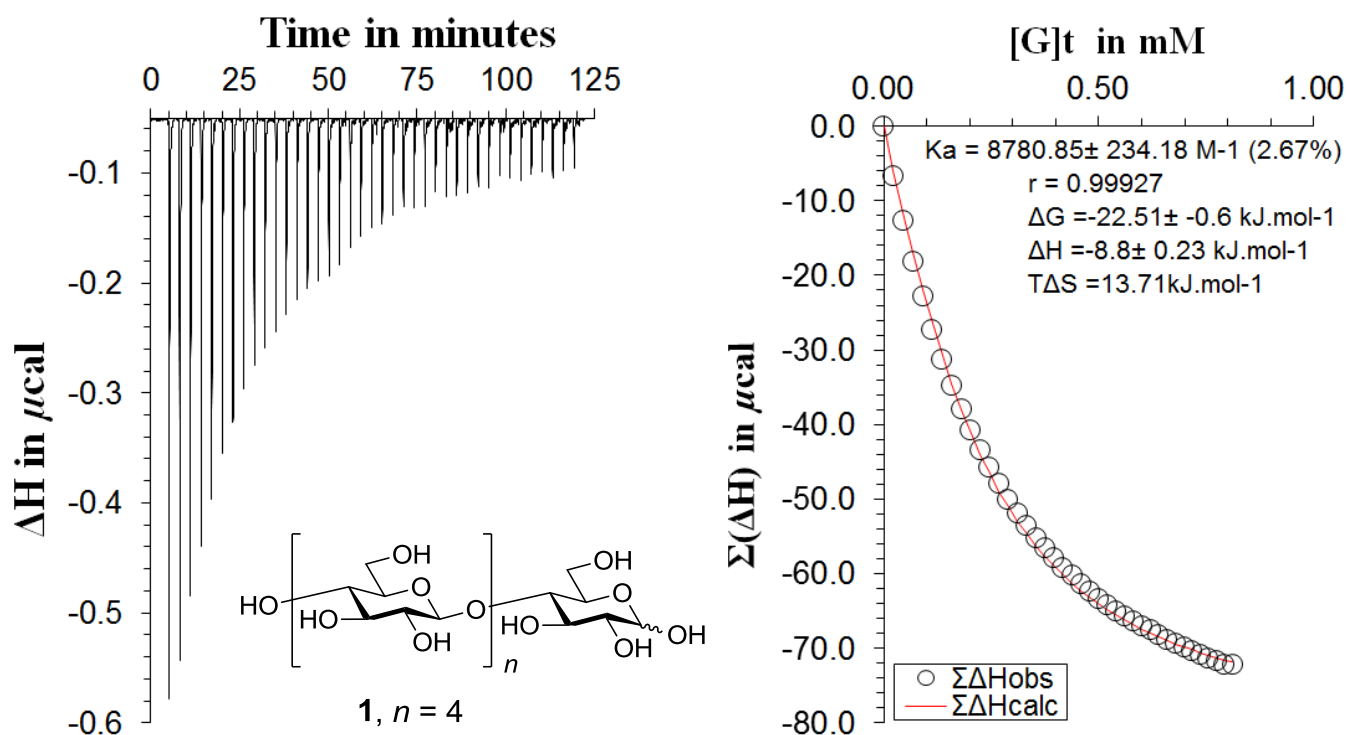 Time in minutes
0 25 50 75 100 125
-0.1
-0.2
-0.3
-0.4
-0.5
-0.6
ΔH in μcal
OH
O
HO
HO
OH
O
n
OH
O
HO
OH
OH
1, n = 4
[G]t in mM
0.00 0.50 1.00
0.0
-10.0
-20.0
-30.0
-40.0
-50.0
-60.0
-70.0
-80.0
Σ(ΔH) in μcal
Ka = 8780.85± 234.18 M-1 (2.67%)
r = 0.99927
ΔG =-22.51± -0.6 kJ.mol-1
ΔH =-8.8± 0.23 kJ.mol-1
TΔS =13.71kJ.mol-1
ΣΔHobs
ΣΔHcalc